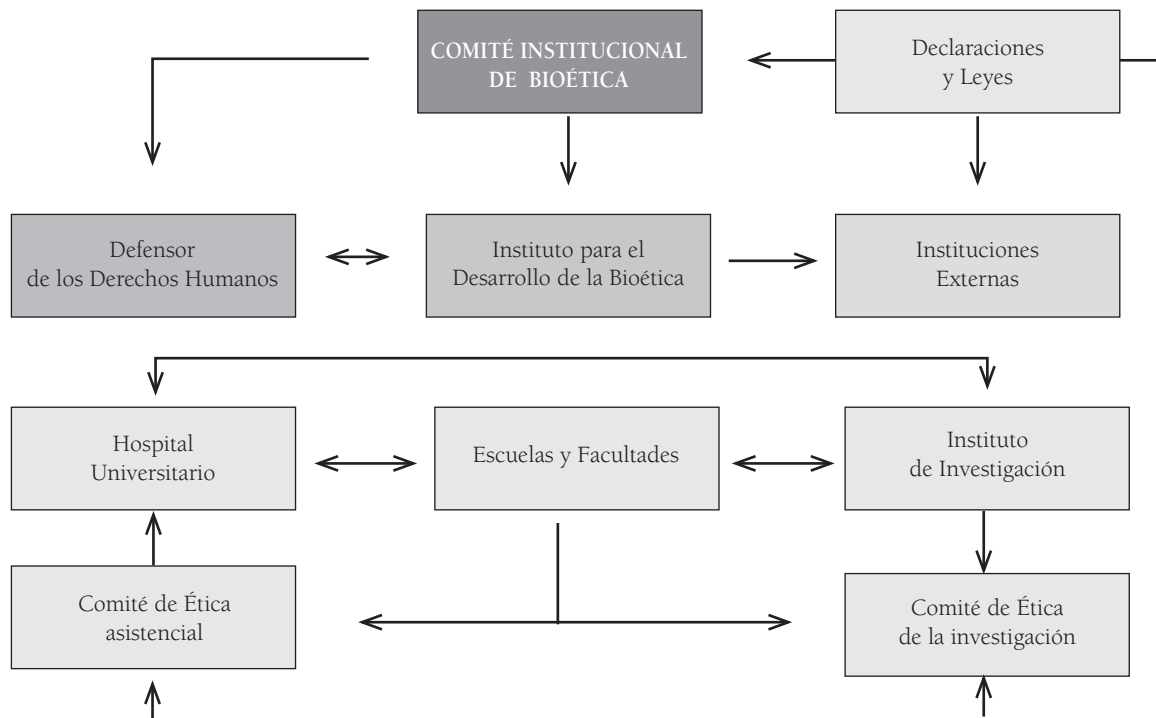 COMITÉ INSTITUCIONAL
DE BIOÉTICA
Declaraciones
y Leyes
Defensor
de los Derechos Humanos
Instituto para el
Desarrollo de la Bioética
Instituciones
Externas
Hospital
Universitario
Escuelas y Facultades
Instituto
de Investigación
Comité de Ética
asistencial
Comité de Ética
de la investigación